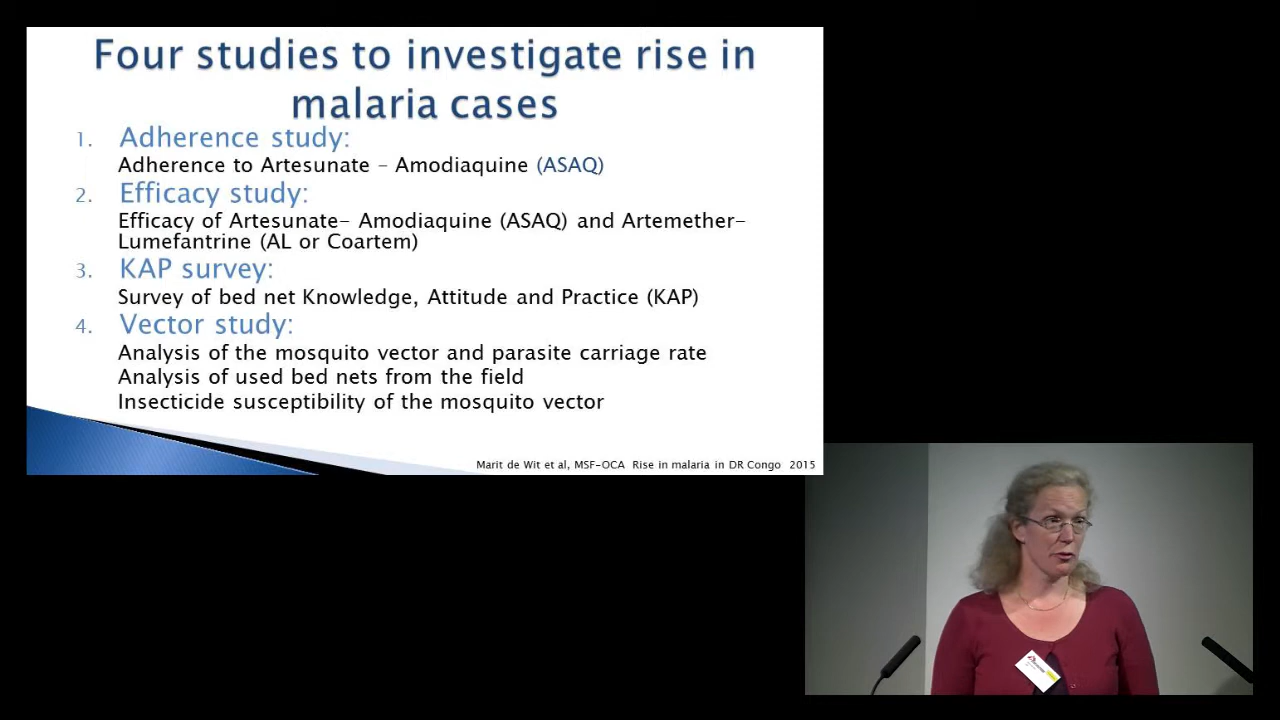 Four studies to investigate rise in
malaria cases
1. Adherence study:
Adherence to Artesunate – Amodiaquine (ASAQ)
2. Efficacy study:
Efficacy of Artesunate– Amodiaquine (ASAQ) and Artemether–
Lumefantrine (AL or Coartem)
3. KAP survey:
Survey of bed net Knowledge, Attitude and Practice (KAP)
4. Vector study:
Analysis of the mosquito vector and parasite carriage rate
Analysis of used bed nets from the field
Insecticide susceptibility of the mosquito vector
Marit de Wit et al, MSF-OCA Rise in malaria in DR Congo 2015